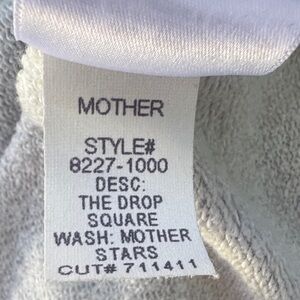 MOTHER
STYLE#
8227-1000
DESC:
THE DROP
SQUARE
WASH: MOTHER
STARS
CUT# 711411